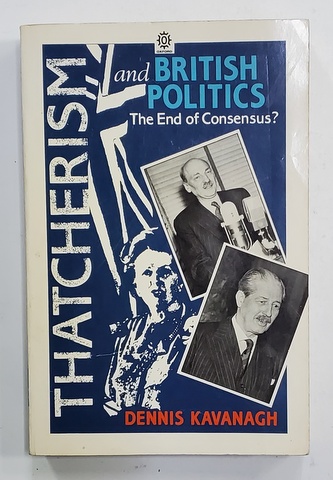 THATCHERISM
and BRITISH
POLITICS
The End of Consensus?
DENNIS KAVANAGH